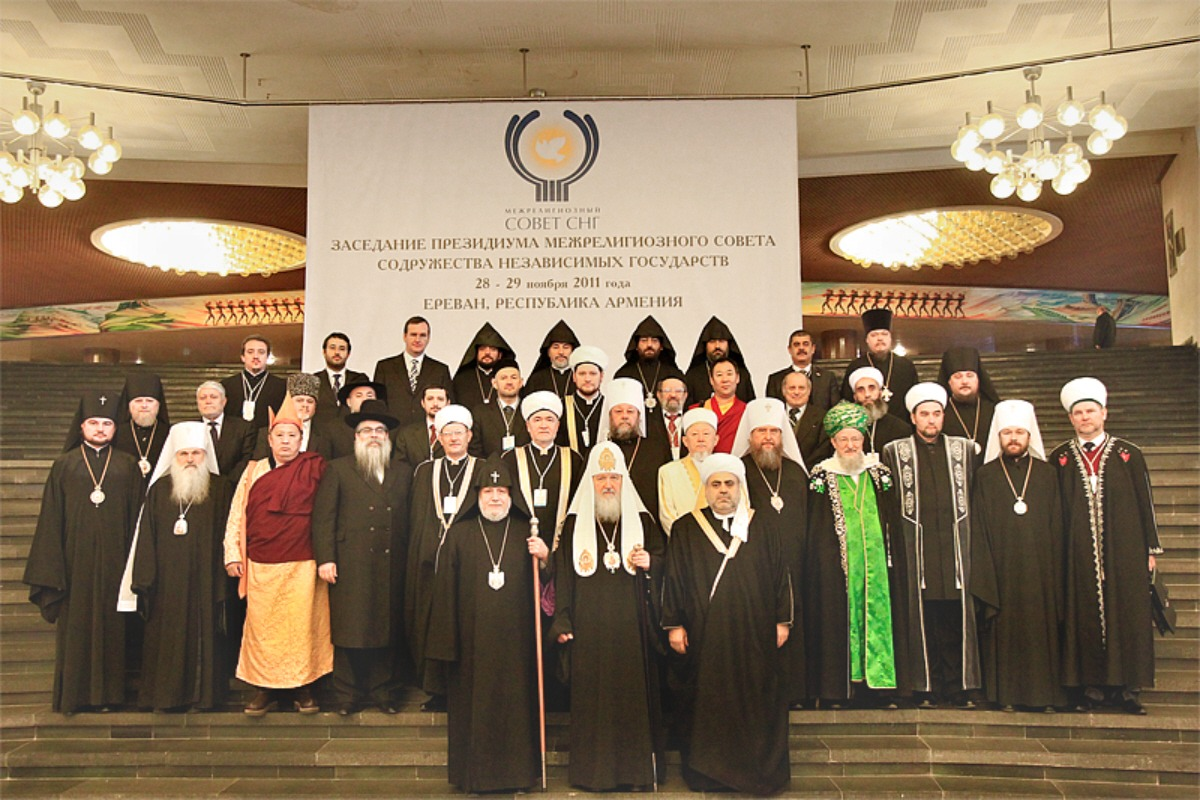 МЕЖРЕЛИГИОЗНЫЙ
СОВЕТ СНГ
ЗАСЕДАНИЕ ПРЕЗИДИУМА МЕЖРЕЛИГИОЗНОГО СОВЕТА
СОДРУЖЕСТВА НЕЗАВИСИМЫХ ГОСУДАРСТВ
28 - 29 ноября 2011 года
ЕРЕВАН, РЕСПУБЛИКА АРМЕНИЯ